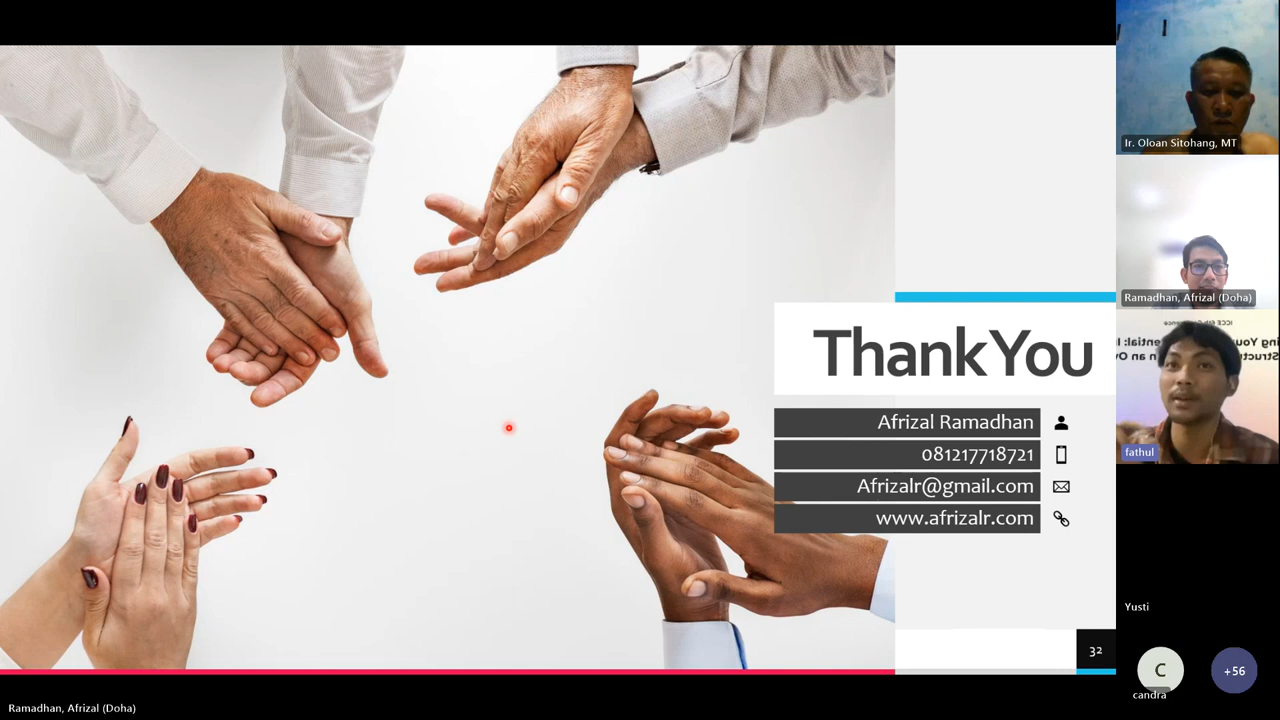 Thank You
Afrizal Ramadhan
081217718721
Afrizalr@gmail.com
www.afrizalr.com
32
Ramadhan, Afrizal (Doha)
Ir. Oloan Sitohang, MT
Ramadhan, Afrizal (Doha)
fathul
Yusti
C
candra
+56